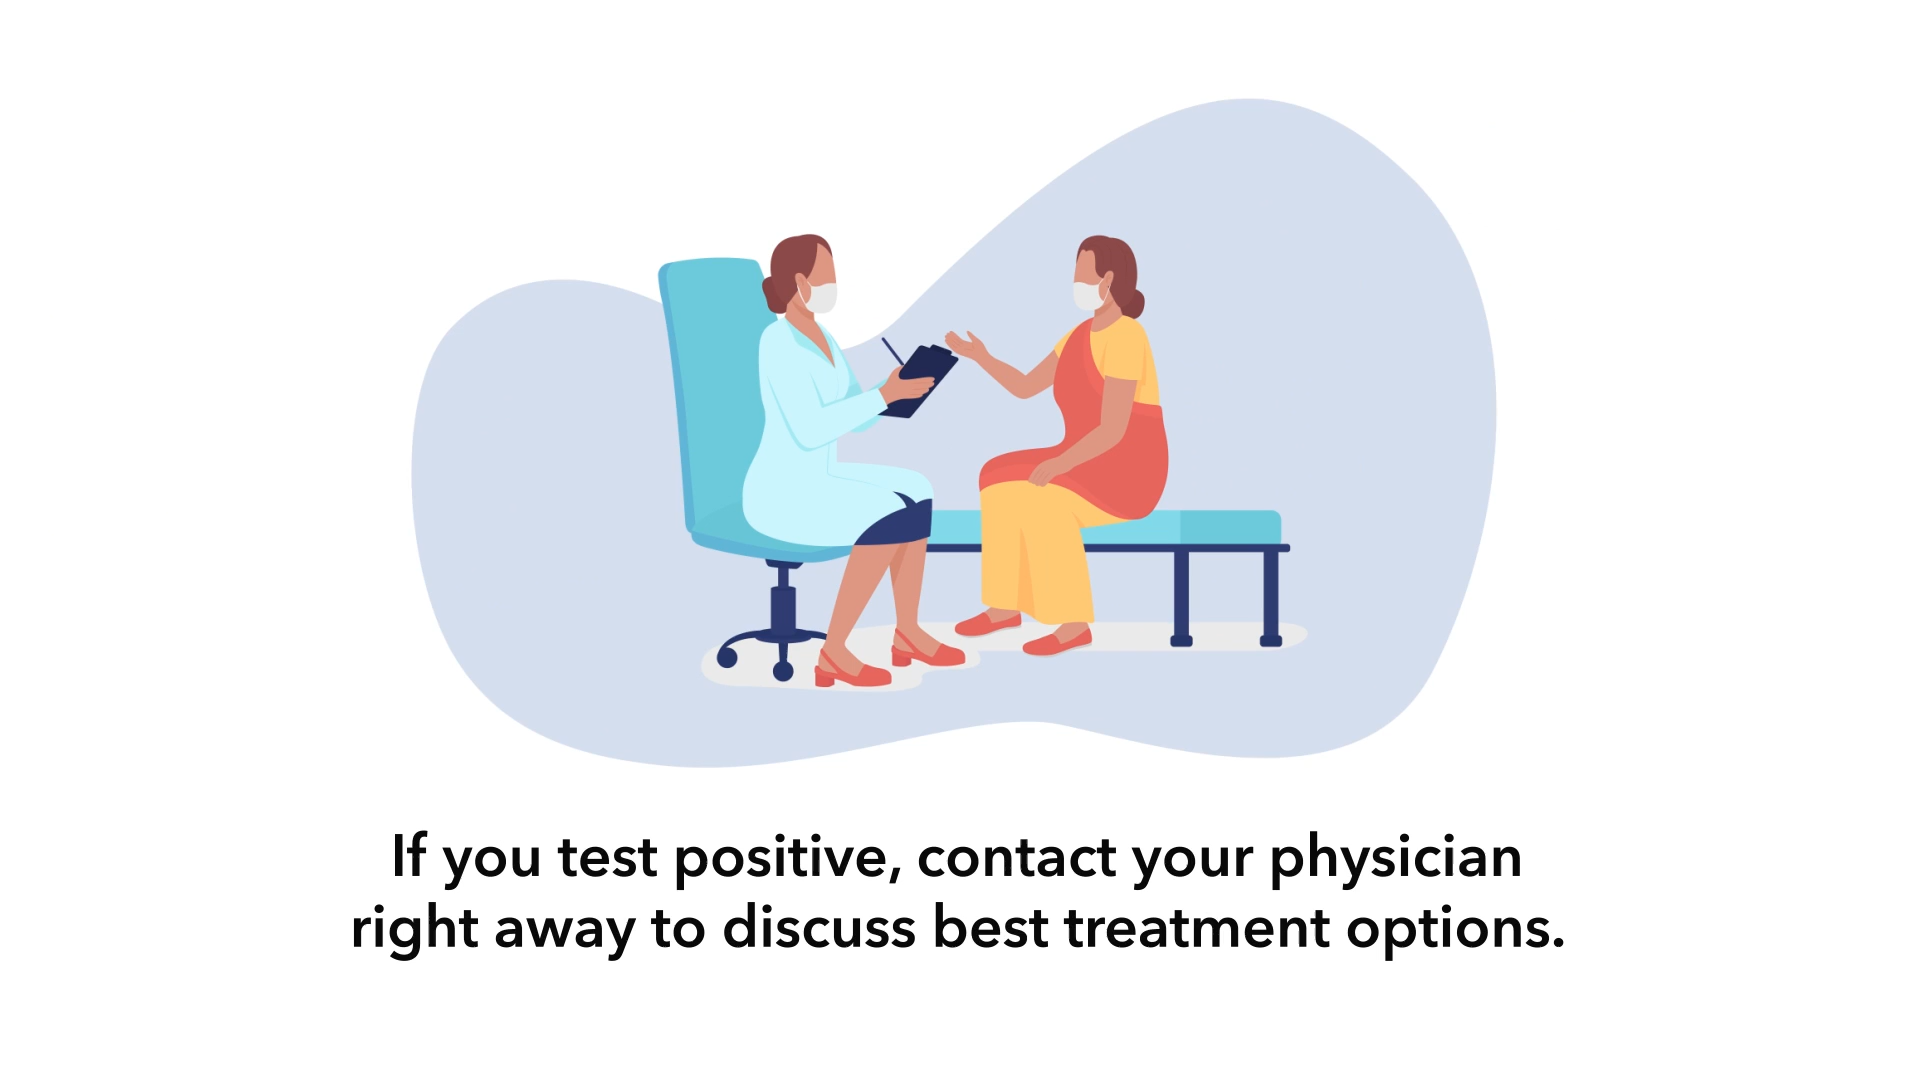 If you test positive, contact your physician
right away to discuss best treatment options.